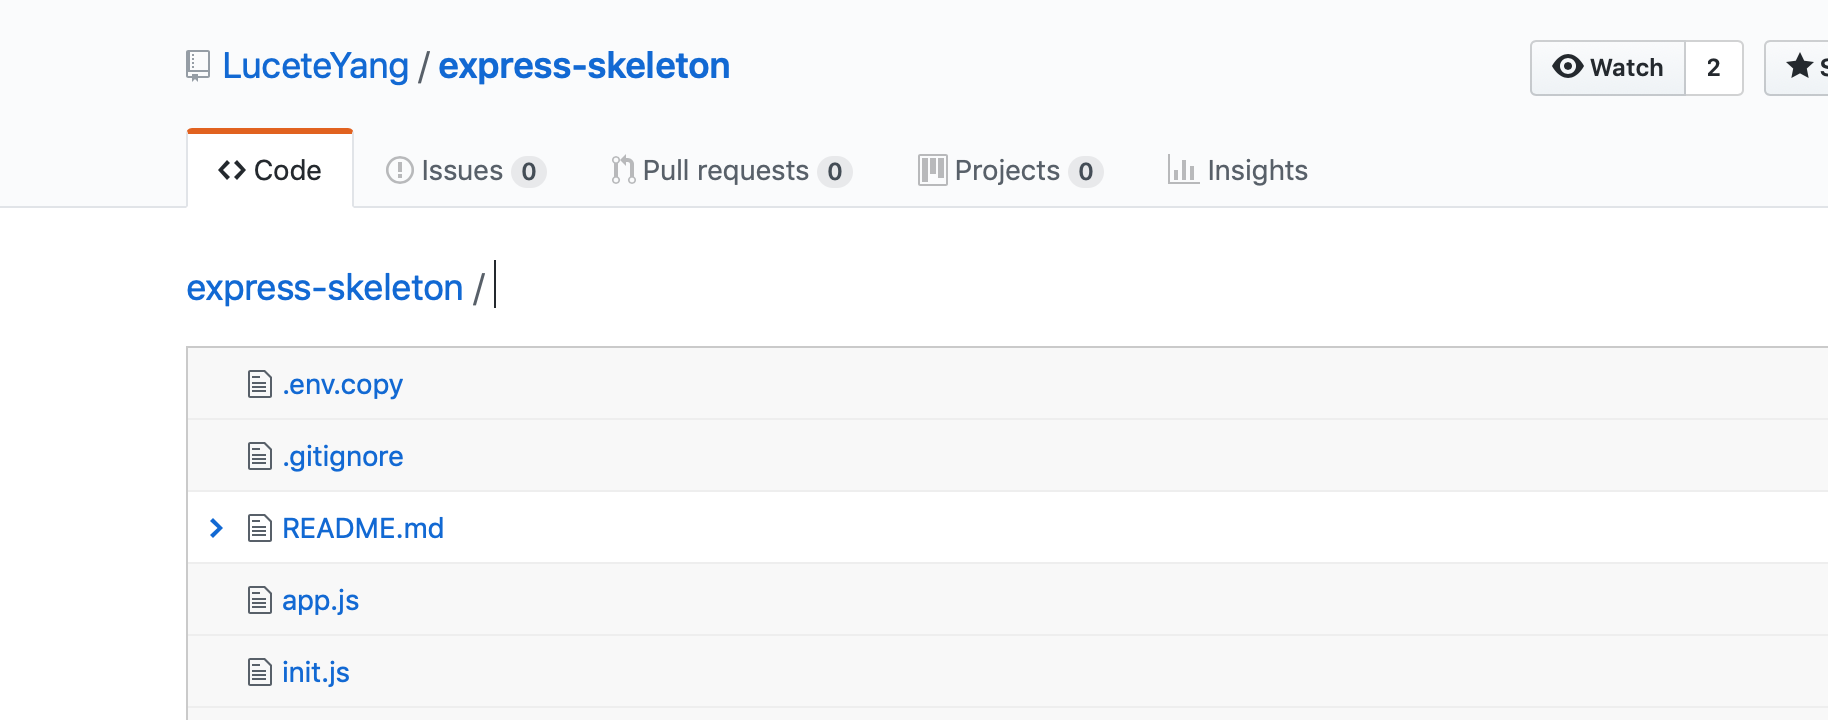 LuceteYang / express-skeleton
Watch 2
Code Issues 0 Pull requests 0 Projects 0 Insights
express-skeleton /
.env.copy
.gitignore
README.md
app.js
init.js